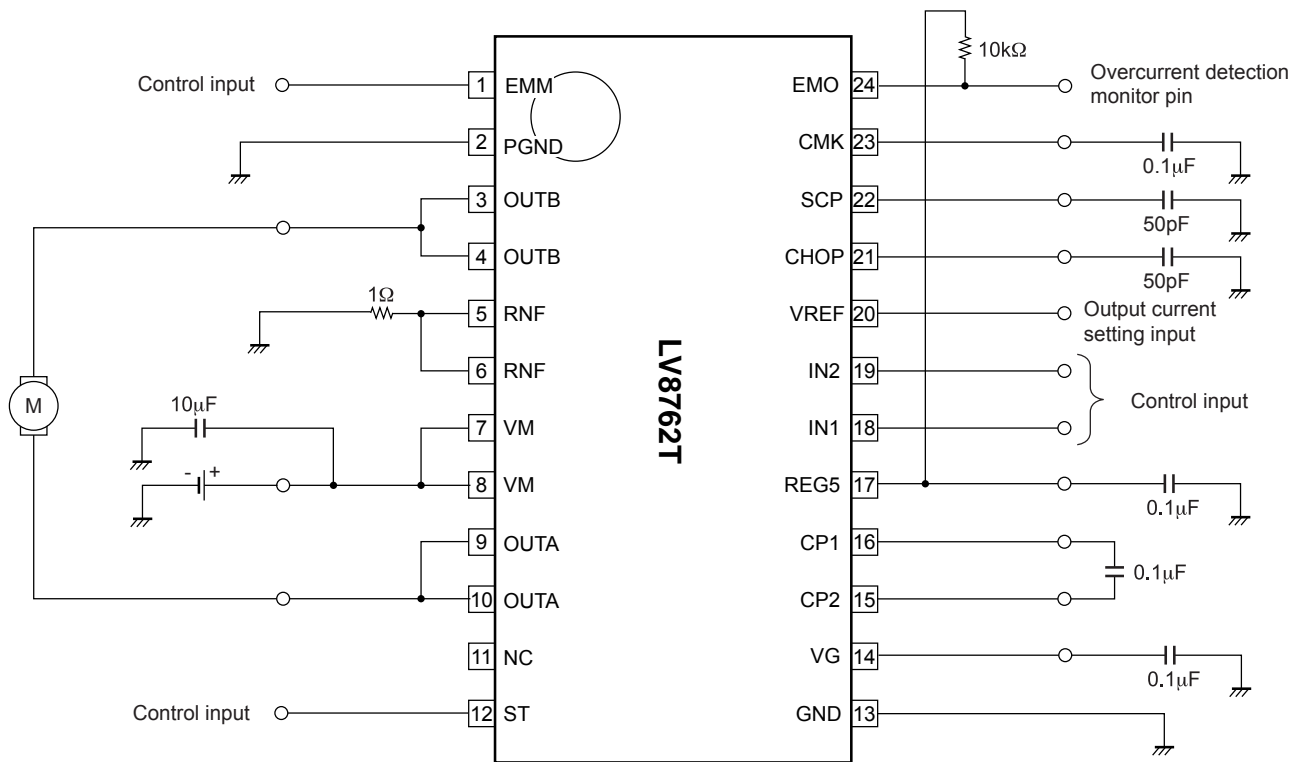 10kΩ
Control input
1
EMM
EMO
24
Overcurrent detection
monitor pin
2
PGND
CMK
23
0.1μF
3
OUTB
SCP
22
50pF
4
OUTB
CHOP
21
50pF
1Ω
5
RNF
VREF
20
Output current
setting input
6
RNF
LV8762T
IN2
19
Control input
M
10μF
7
VM
IN1
18
- +
8
VM
REG5
17
0.1μF
9
OUTA
CP1
16
0.1μF
10
OUTA
CP2
15
11
NC
VG
14
0.1μF
Control input
12
ST
GND
13